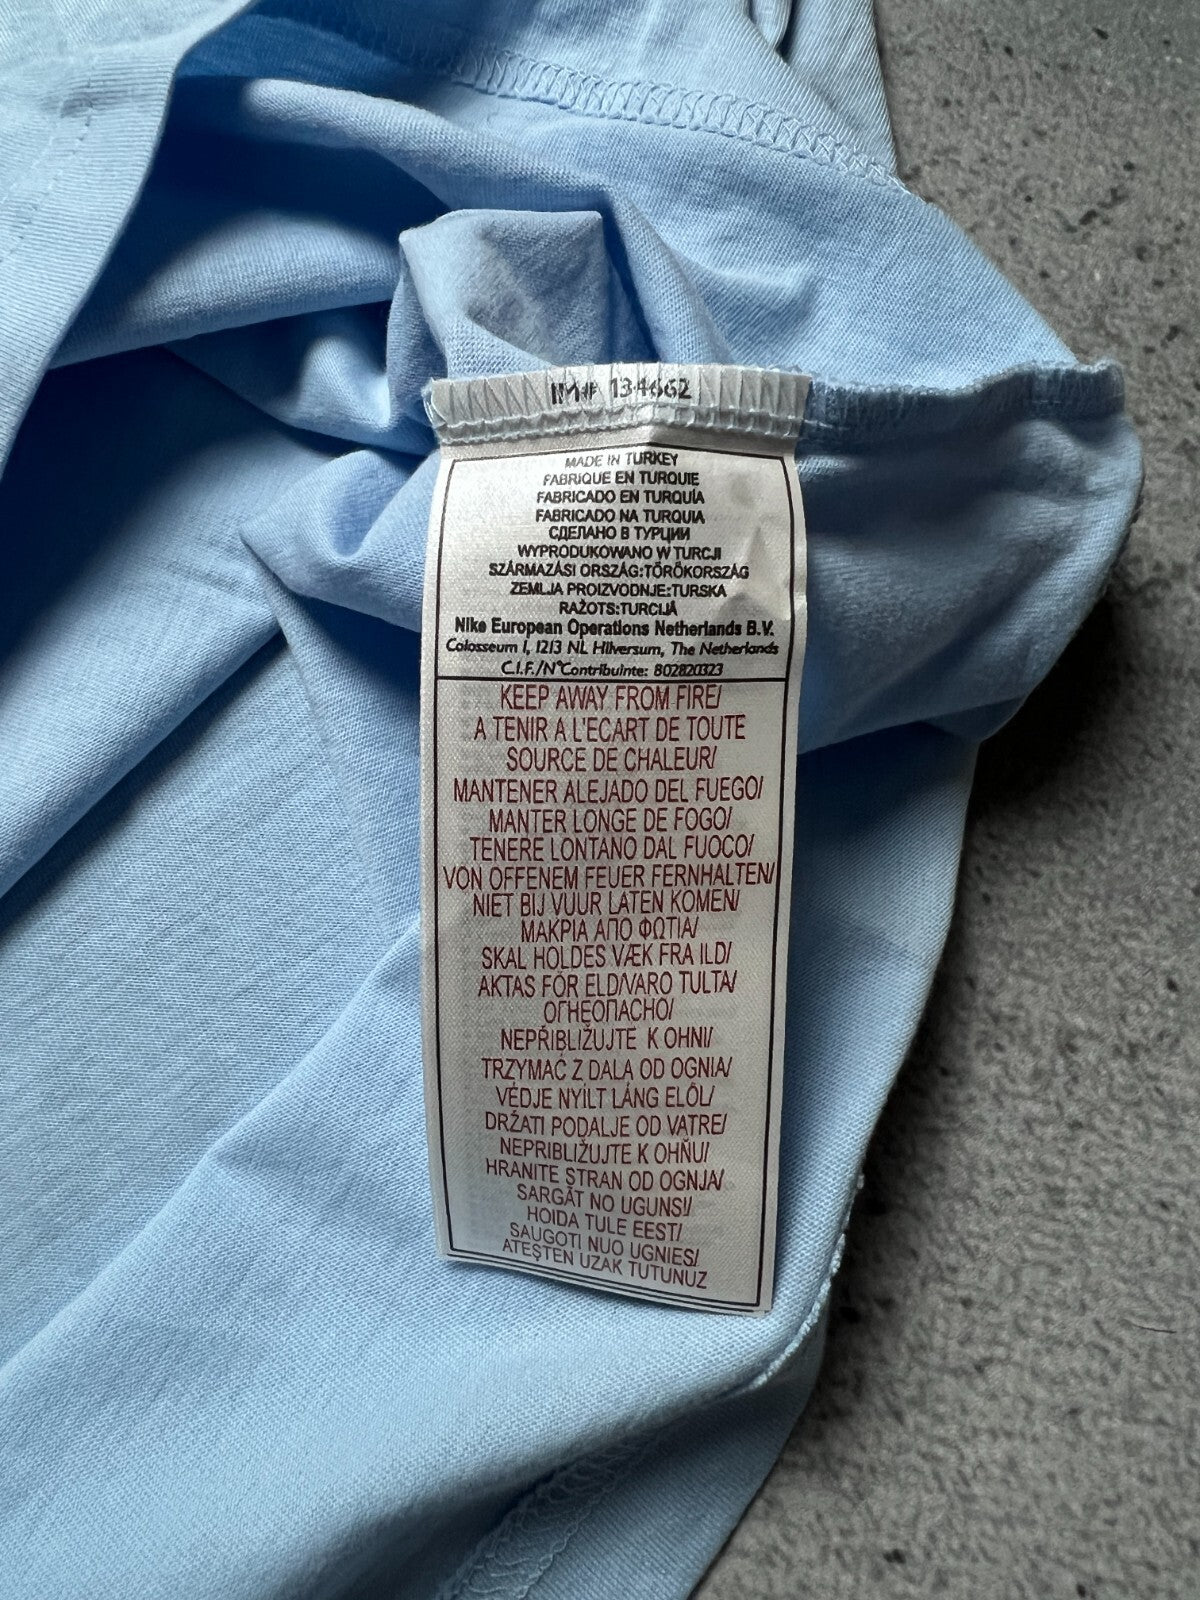 IM# 134662
MADE IN TURKEY
FABRIQUE EN TURQUIE
FABRICADO EN TURQUÍA
FABRICADO NA TURQUIA
СДЕЛАНО В ТУРЦИИ
WYPRODUKOWANO W TURCJI
SZÁRMAZÁSI ORSZÁG:TÖRÖKORSZÁG
ZEMLJA PROIZVODNJE:TURSKA
RAŽOTS:TURCIJĀ
Nike European Operations Netherlands B.V.
Colosseum 1, 1213 NL Hilversum, The Netherlands
C.I.F./N°Contribuinte: 802820323
KEEP AWAY FROM FIRE/
A TENIR A L'ECART DE TOUTE
SOURCE DE CHALEUR/
MANTENER ALEJADO DEL FUEGO/
MANTER LONGE DE FOGO/
TENERE LONTANO DAL FUOCO/
VON OFFENEM FEUER FERNHALTEN/
NIET BIJ VUUR LATEN KOMEN/
ΜΑΚΡΙΑ ΑΠΟ ΦΩΤΙΑ/
SKAL HOLDES VÆK FRA ILD/
AKTAS FÖR ELD/VARO TULTA/
ОГНЕОПАСНО/
NEPŘIBLIŽUJTE K OHNI/
TRZYMAĆ Z DALA OD OGNIA/
VÉDJE NYÍLT LÁNG ELÖL/
DRŽATI PODALJE OD VATRE/
NEPRIBLIŽUJTE K OHŇU/
HRANITE STRAN OD OGNJA/
SARGĀT NO UGUNS!/
HOIDA TULE EEST/
SAUGOTI NUO UGNIES/
ATEŞTEN UZAK TUTUNUZ